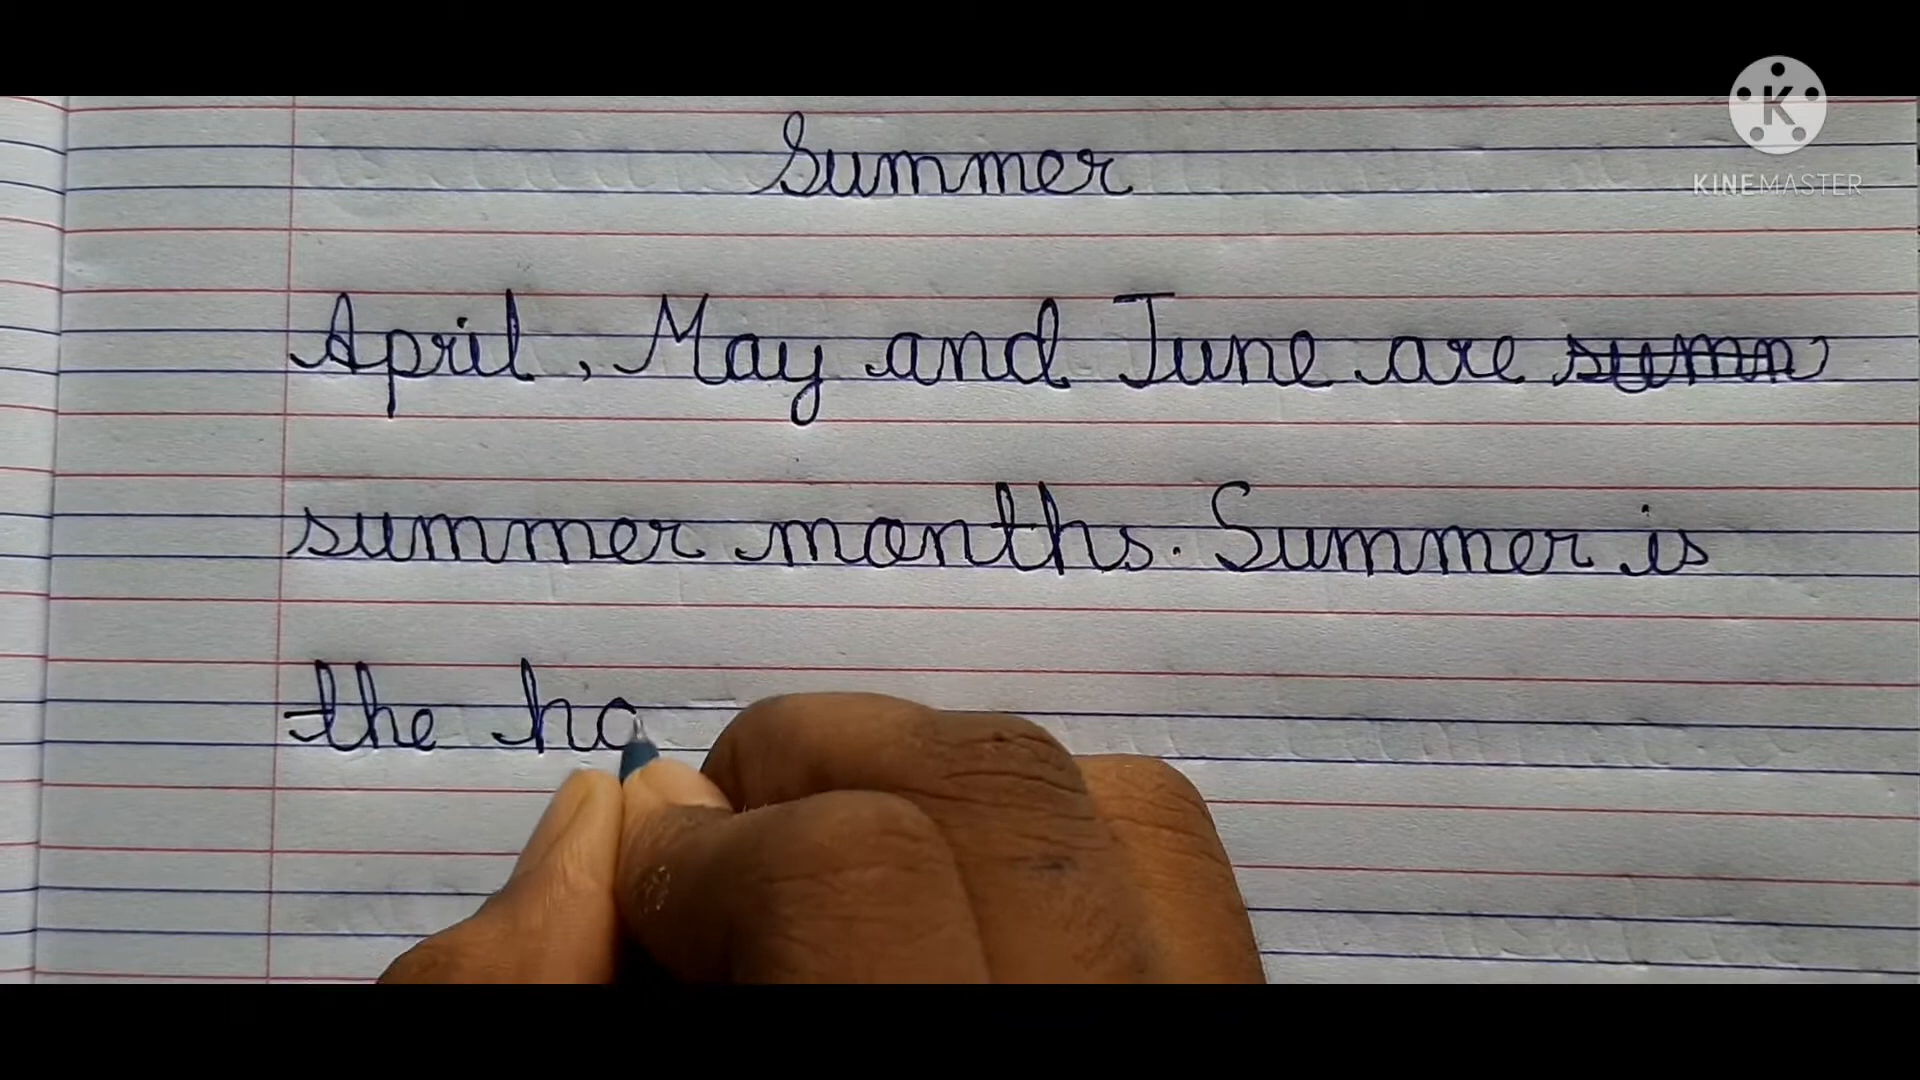 Summer
K
KINEMASTER
April, May and June are
summer months. Summer is
the ho